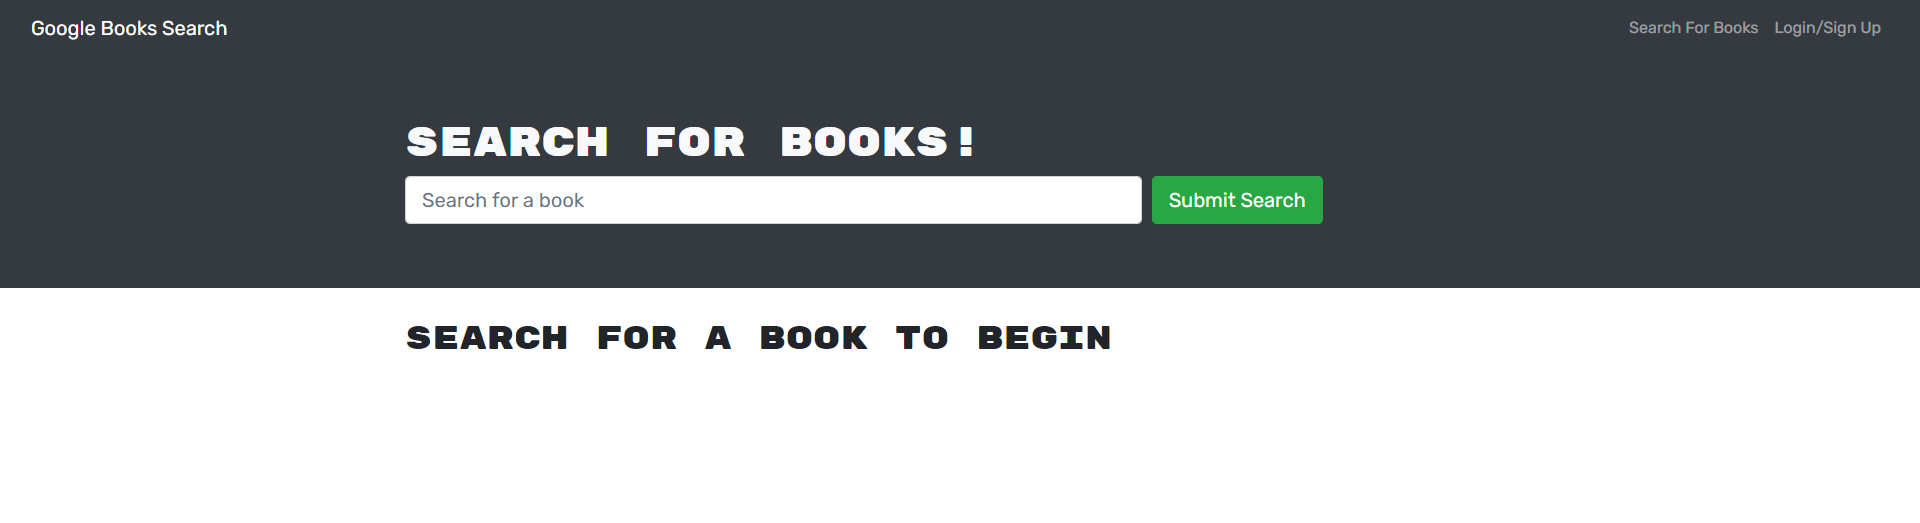 Google Books Search
Search For Books
Login/Sign Up
SEARCH FOR BOOKS!
Search for a book
Submit Search
SEARCH FOR A BOOK TO BEGIN